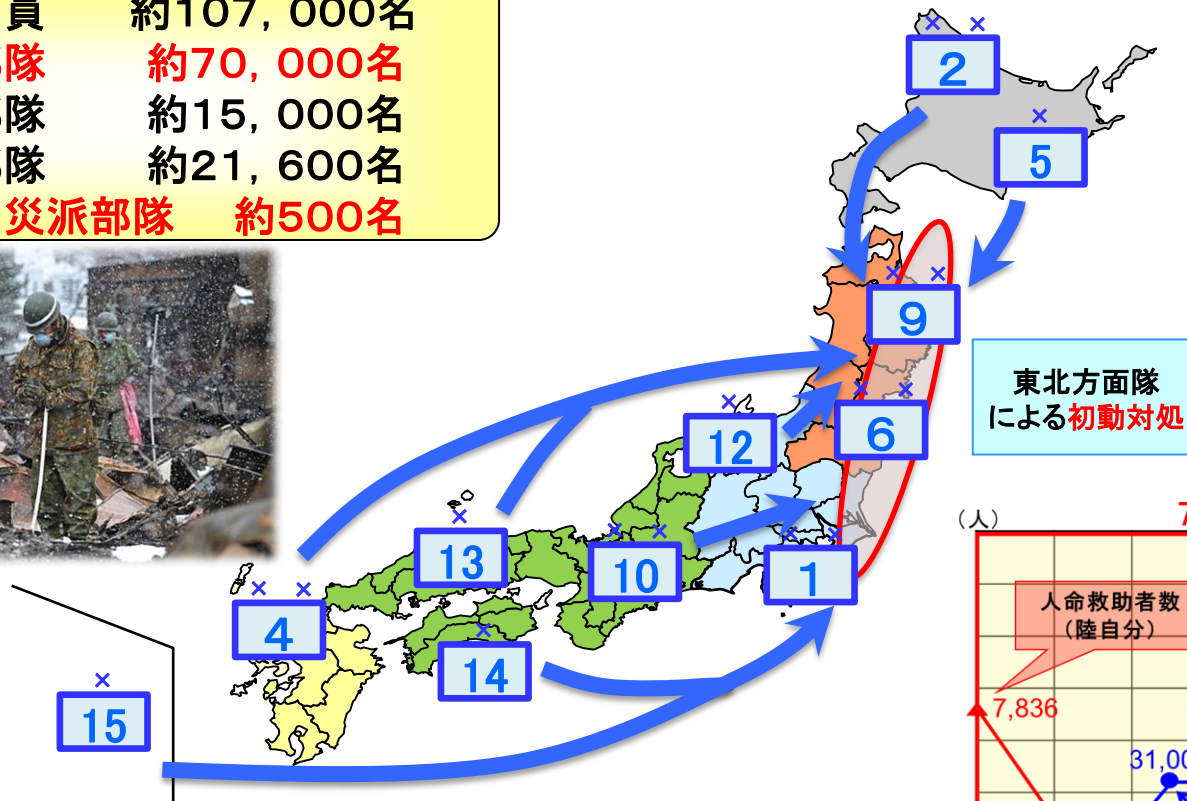 員 約107,000名
隊 約70,000名
隊 約15,000名
隊 約21,600名
災派部隊 約500名
2
5
9
東北方面隊
による初動対処
6
12
13
10
1
4
14
15
(人)
7
人命救助者数
(陸自分)
7,836
31,00